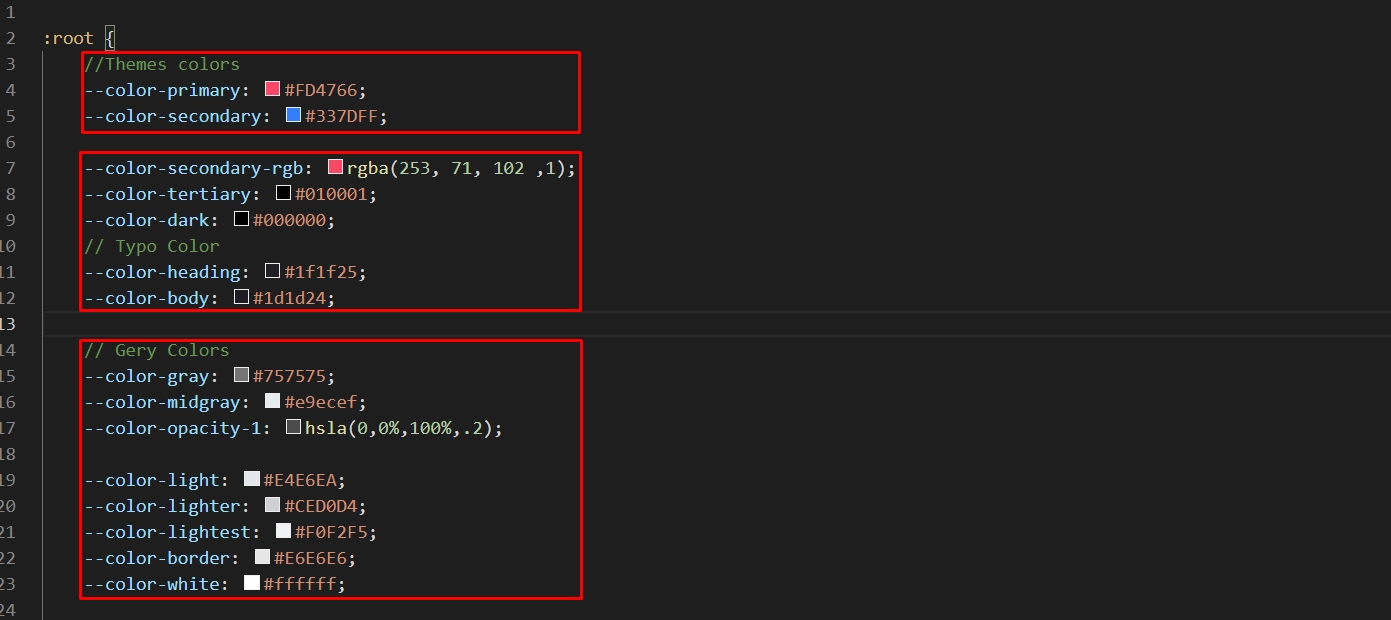 1
2 :root {
3 //Themes colors
4 --color-primary: #FD4766;
5 --color-secondary: #337DFF;
6
7 --color-secondary-rgb: rgba(253, 71, 102 ,1);
8 --color-tertiary: #010001;
9 --color-dark: #000000;
10 // Typo Color
11 --color-heading: #1f1f25;
12 --color-body: #1d1d24;
13
14 // Gery Colors
15 --color-gray: #757575;
16 --color-midgray: #e9ecef;
17 --color-opacity-1: hsla(0,0%,100%,.2);
18
19 --color-light: #E4E6EA;
20 --color-lighter: #CED0D4;
21 --color-lightest: #F0F2F5;
22 --color-border: #E6E6E6;
23 --color-white: #ffffff;
24